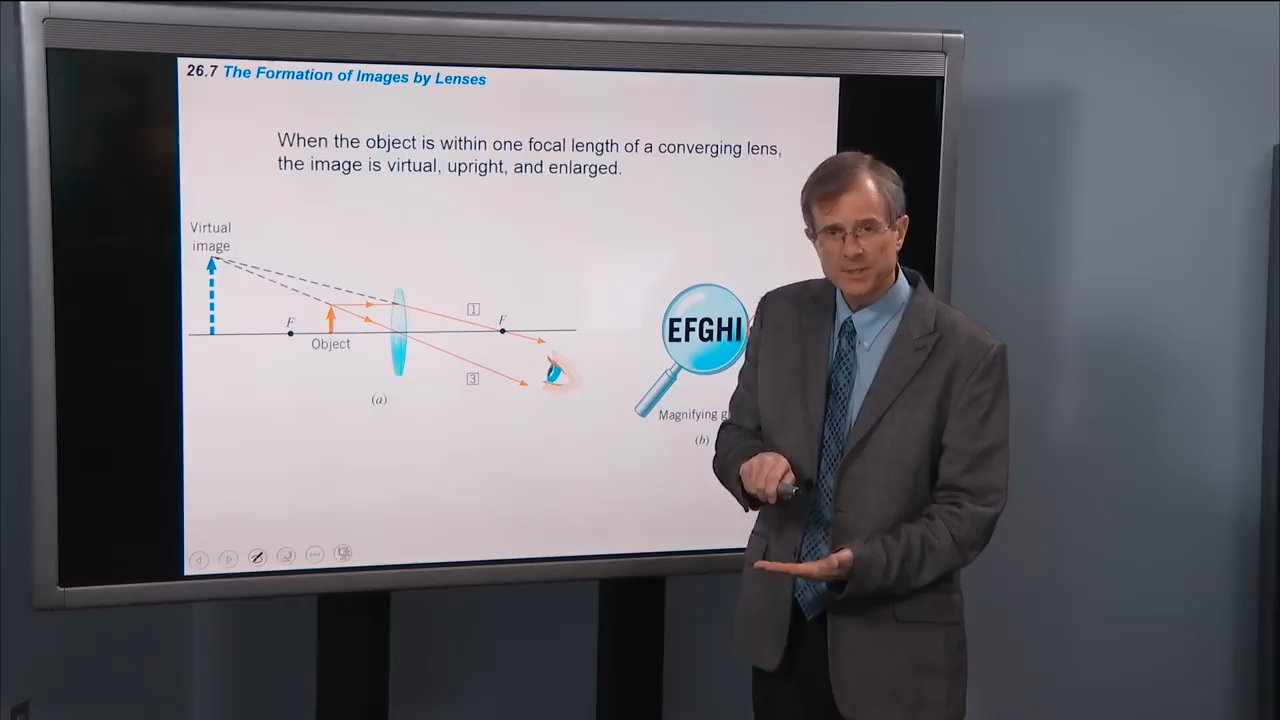 26.7 The Formation of Images by Lenses
When the object is within one focal length of a converging lens,
the image is virtual, upright, and enlarged.
Virtual
image
F
Object
1
F
3
(a)
EFGHI
Magnifying
(b)